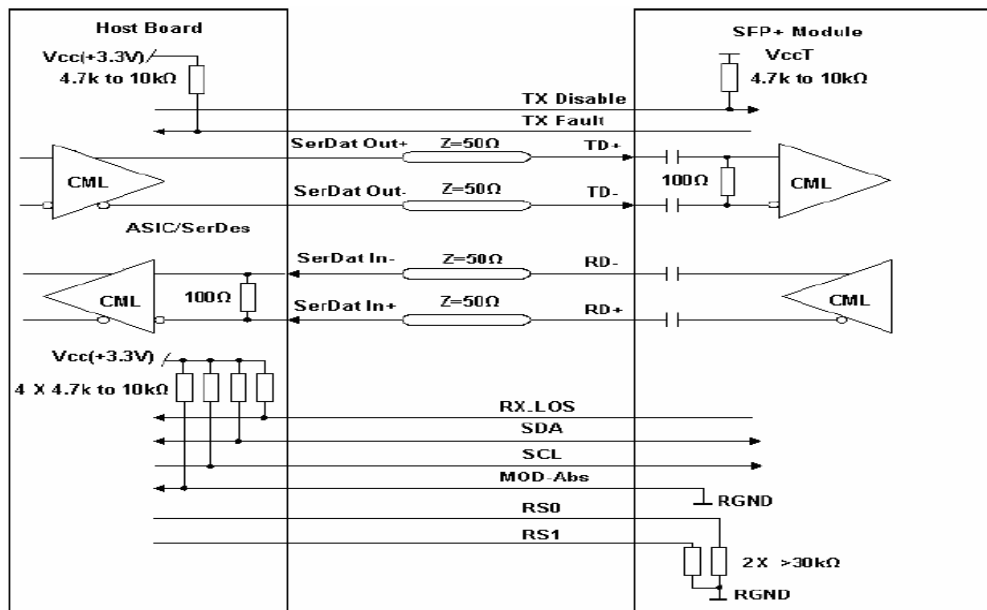 Host Board
SFP+ Module
Vcc(+3.3V)
4.7k to 10kΩ
VccT
4.7k to 10kΩ
TX Disable
TX Fault
SerDat Out+
Z=50Ω
TD+
CML
100Ω
CML
SerDat Out-
Z=50Ω
TD-
ASIC/SerDes
SerDat In-
Z=50Ω
RD-
CML
100Ω
SerDat In+
Z=50Ω
RD+
Vcc(+3.3V)
4 X 4.7k to 10kΩ
RX_LOS
SDA
SCL
MOD-Abs
RGND
RS0
RS1
2 X >30kΩ
RGND